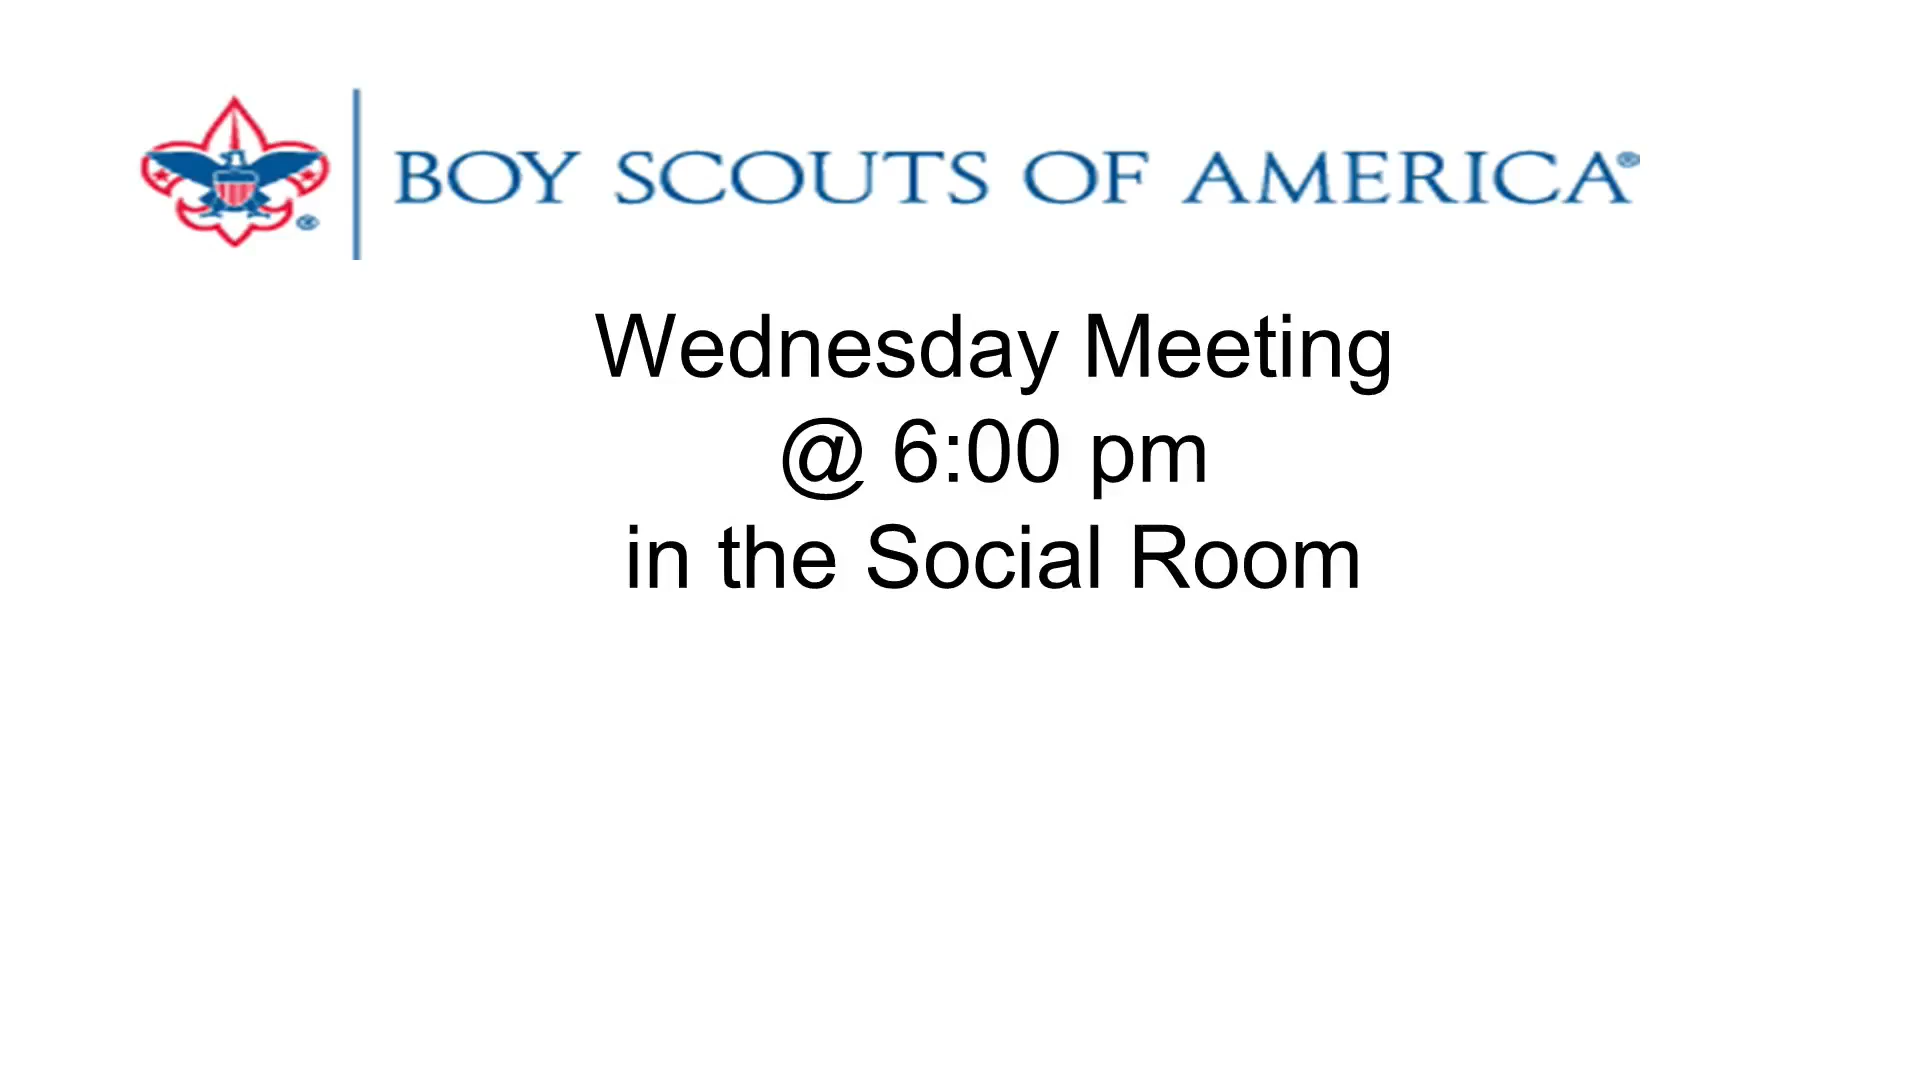 BOY SCOUTS OF AMERICA®
Wednesday Meeting
@ 6:00 pm
in the Social Room